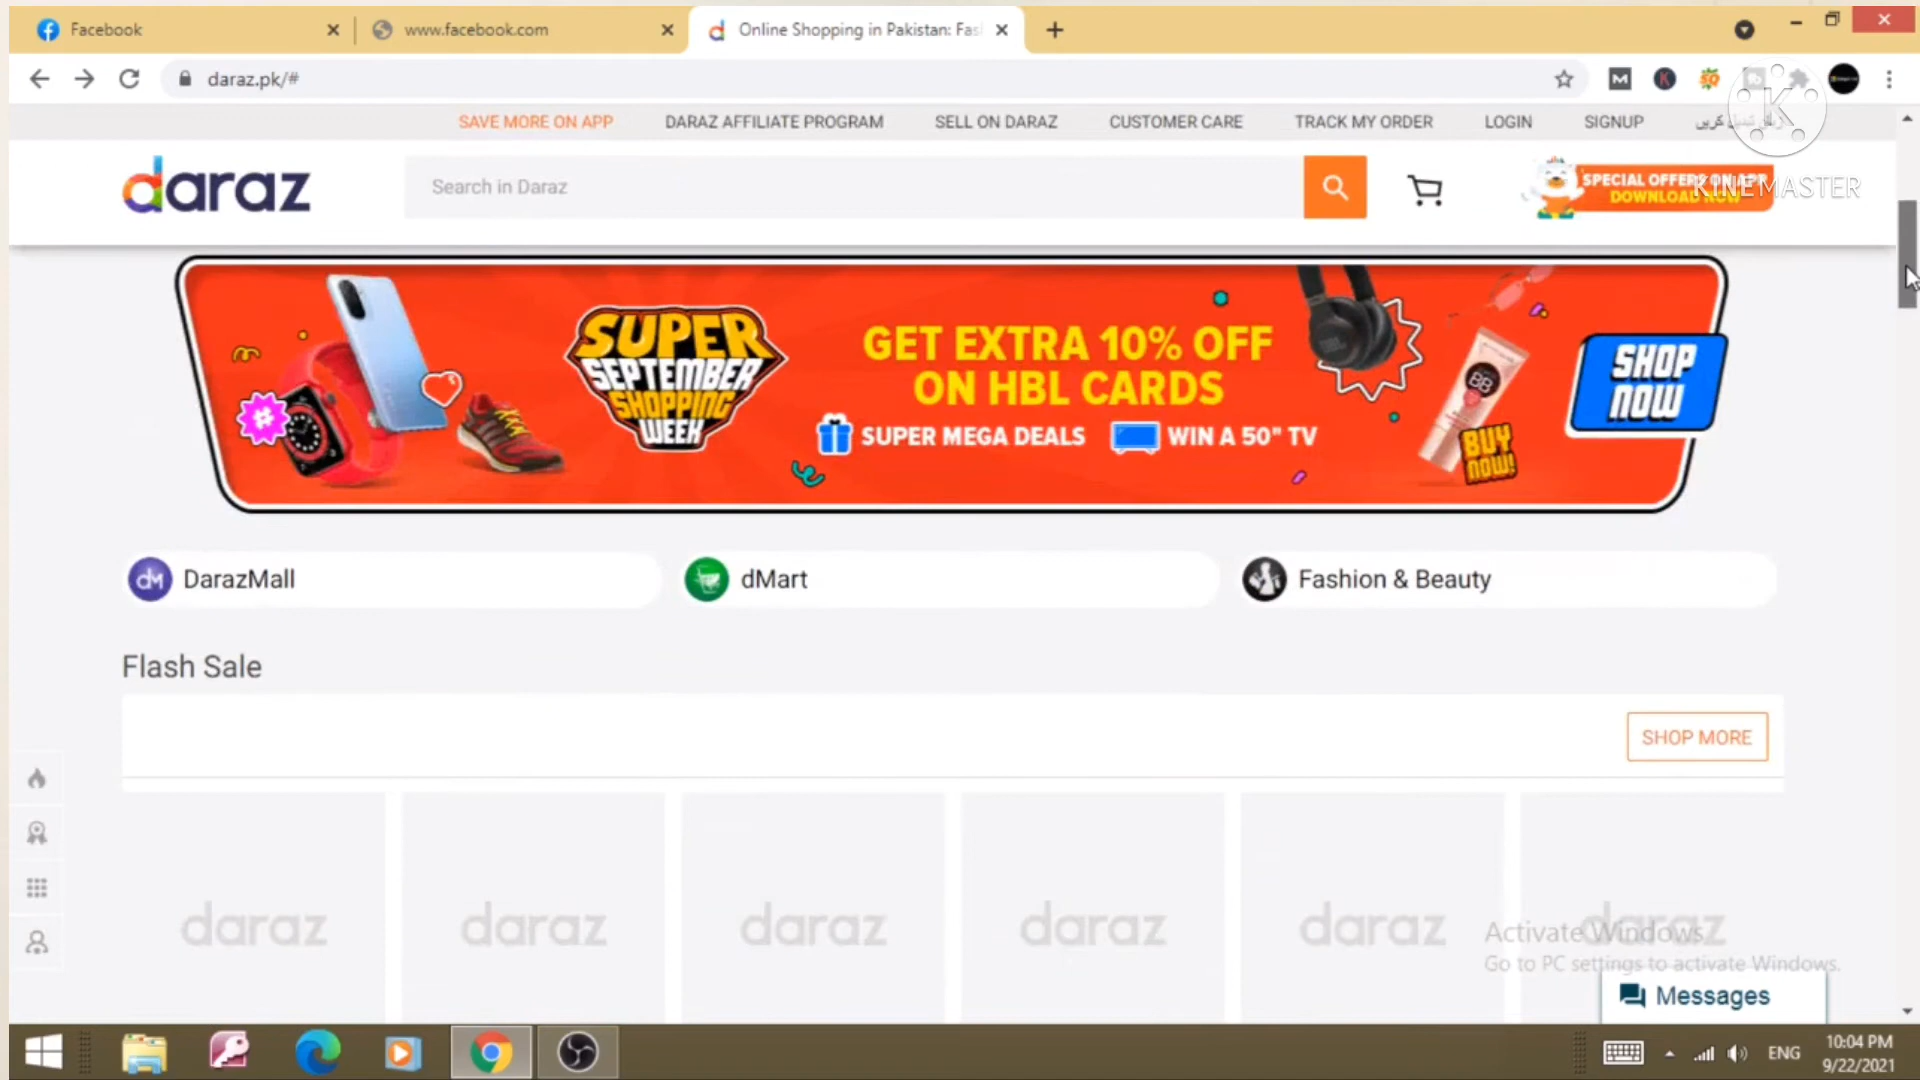 Facebook
www.facebook.com
Online Shopping in Pakistan: Fas
daraz.pk/#
SAVE MORE ON APP
DARAZ AFFILIATE PROGRAM
SELL ON DARAZ
CUSTOMER CARE
TRACK MY ORDER
LOGIN
SIGNUP
daraz
Search in Daraz
SPECIAL OFFERS ON APP
DOWNLOAD NOW
K
KINEMASTER
SUPER
SEPTEMBER
SHOPPING
WEEK
GET EXTRA 10% OFF
ON HBL CARDS
SUPER MEGA DEALS
WIN A 50" TV
JBL
BB
BUY
NOW!
SHOP
NOW
dM
DarazMall
dMart
Fashion & Beauty
Flash Sale
SHOP MORE
daraz
daraz
daraz
daraz
daraz
daraz
Activate Windows
Go to PC settings to activate Windows.
Messages
ENG
10:04 PM
9/22/2021